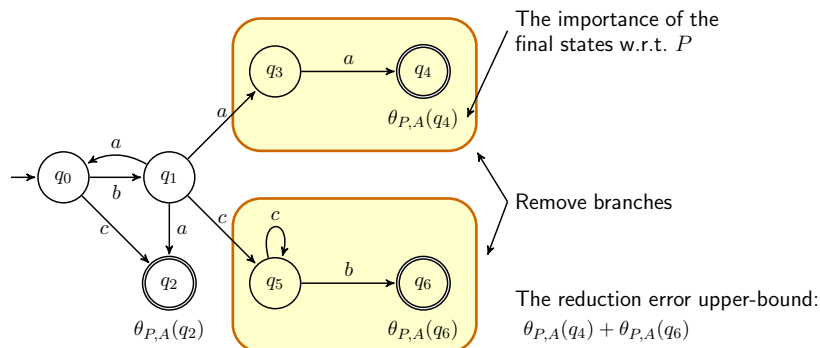 The importance of the
final states w.r.t. P
q3
a
q4
θP,A(q4)
a
a
q0
b
q1
Remove branches
c
a
c
c
q2
q5
b
q6
θP,A(q2)
θP,A(q6)
The reduction error upper-bound:
θP,A(q4) + θP,A(q6)